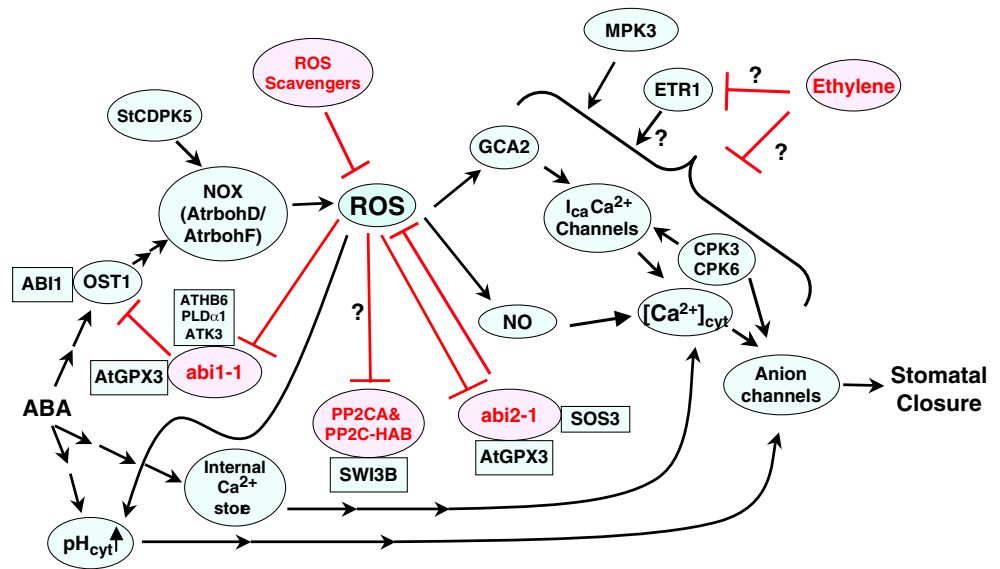 MPK3
ROS
Scavengers
ETR1
?
Ethylene
StCDPK5
?
?
GCA2
NOX
(AtrbohD/
AtrbohF)
ROS
IcaCa2+
Channels
CPK3
CPK6
ABI1
OST1
ATHB6
PLDα1
ATK3
?
NO
[Ca2+]cyt
AtGPX3
abi1-1
Anion
channels
Stomatal
Closure
ABA
PP2CA&
PP2C-HAB
abi2-1
SOS3
AtGPX3
SWI3B
Internal
Ca2+
store
pHcyt